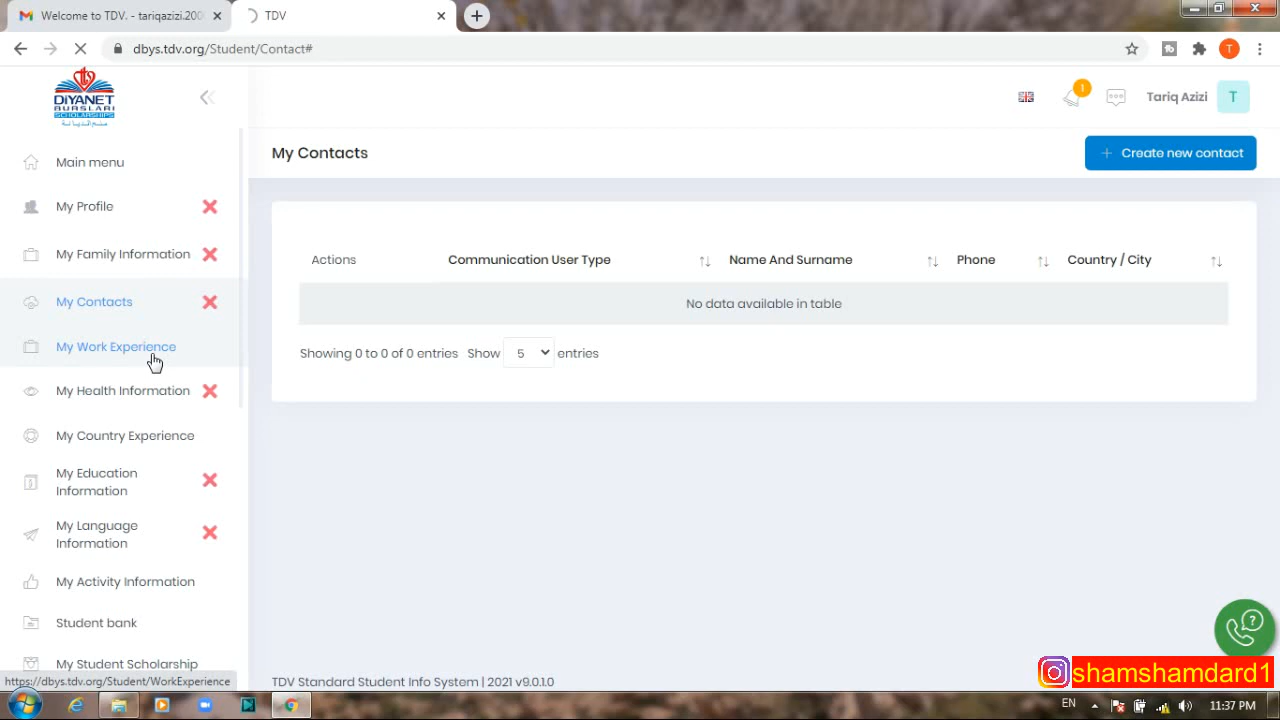 Welcome to TDV. - tariqazizi.200
TDV
dbys.tdv.org/Student/Contact#
T
DIYANET
BURSLARI
SCHOLARSHIPS
1
Tariq Azizi
T
My Contacts
Create new contact
Main menu
My Profile
My Family Information
My Contacts
My Work Experience
My Health Information
My Country Experience
My Education
Information
My Language
Information
My Activity Information
Student bank
My Student Scholarship
Actions
Communication User Type
Name And Surname
Phone
Country / City
No data available in table
Showing 0 to 0 of 0 entries Show 5 entries
?
shamshamdard1
TDV Standard Student Info System | 2021 v9.0.1.0
https://dbys.tdv.org/Student/WorkExperience
EN
11:37 PM